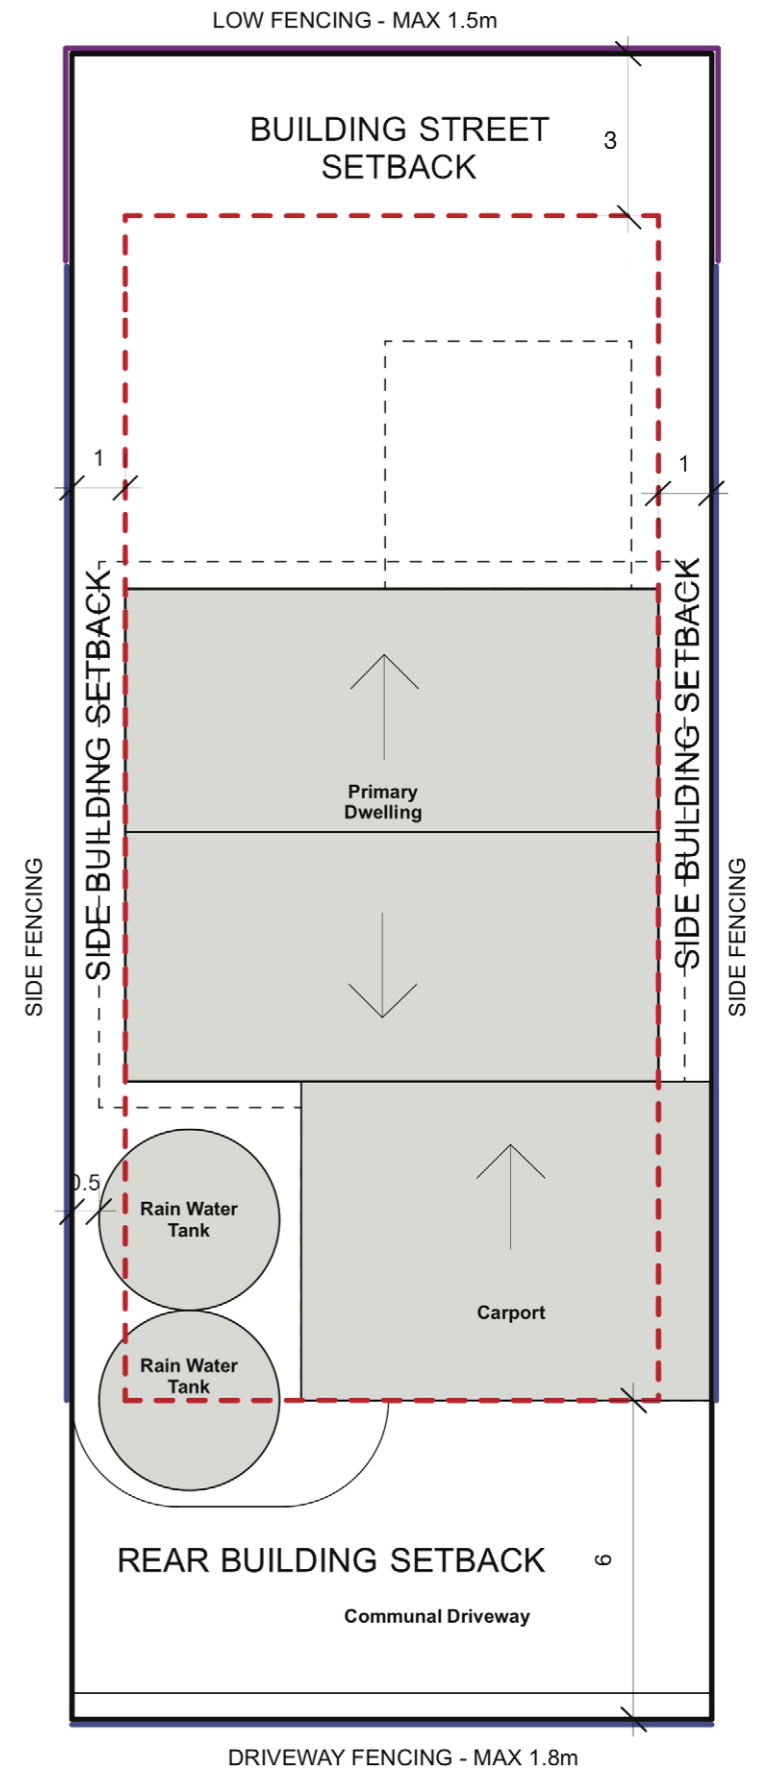 LOW FENCING - MAX 1.5m
BUILDING STREET
SETBACK
3
1
1
SIDE BUILDING SETBACK
SIDE BUILDING SETBACK
Primary
Dwelling
SIDE FENCING
SIDE FENCING
0.5
Rain Water
Tank
Carport
Rain Water
Tank
REAR BUILDING SETBACK
6
Communal Driveway
DRIVEWAY FENCING - MAX 1.8m